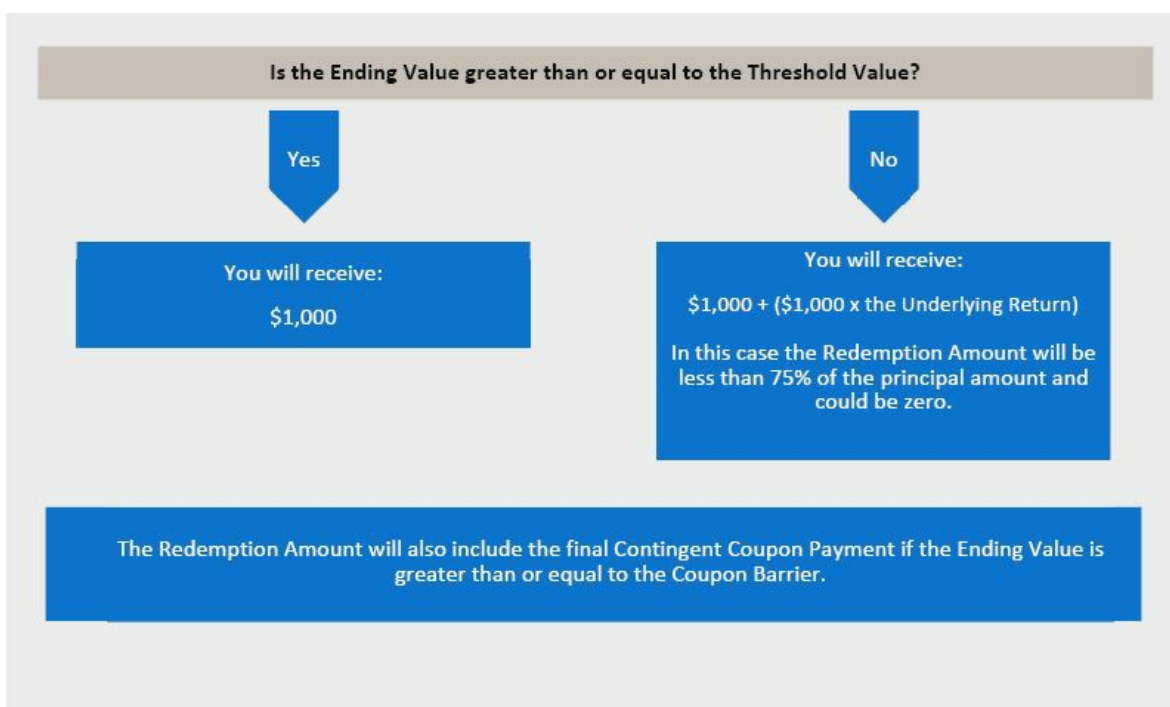 Is the Ending Value greater than or equal to the Threshold Value?
Yes
No
You will receive:
$1,000
You will receive:
$1,000 + ($1,000 x the Underlying Return)
In this case the Redemption Amount will be
less than 75% of the principal amount and
could be zero.
The Redemption Amount will also include the final Contingent Coupon Payment if the Ending Value is
greater than or equal to the Coupon Barrier.